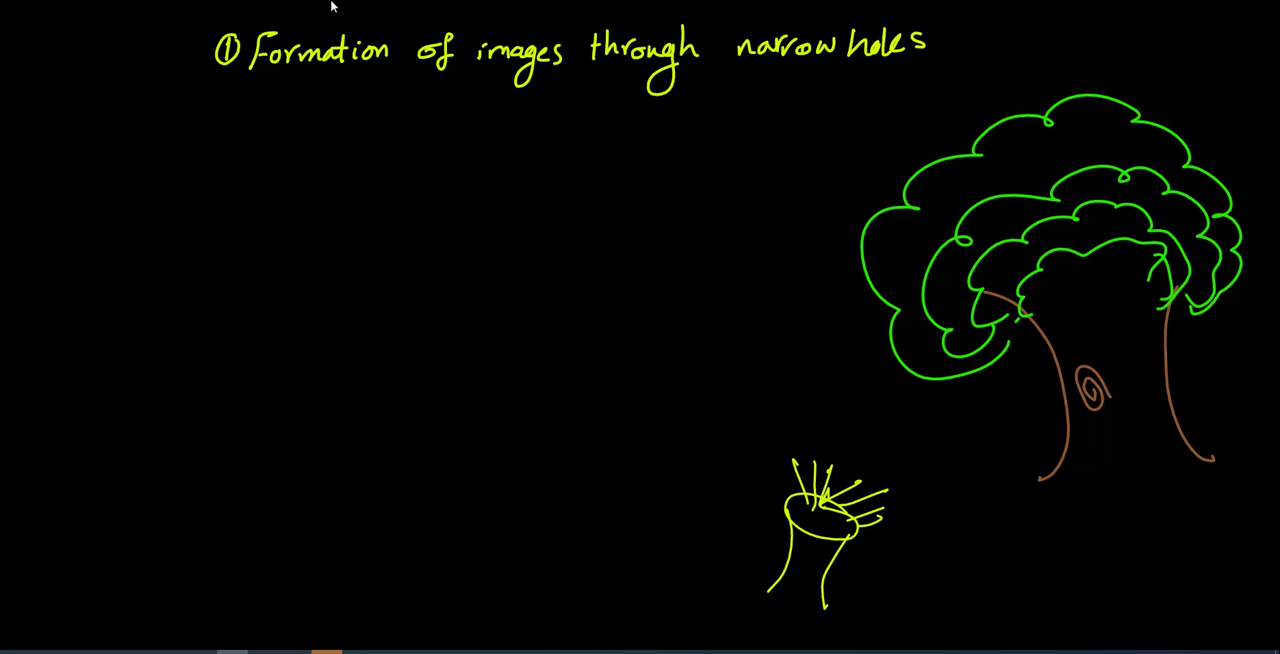 ① Formation of images through narrow holes